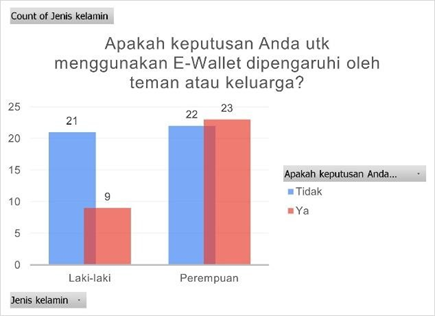 Count of Jenis kelamin
Apakah keputusan Anda utk
menggunakan E-Wallet dipengaruhi oleh
teman atau keluarga?
25
20
15
10
5
0
21
9
22
23
Laki-laki
Perempuan
Apakah keputusan Anda...
Tidak
Ya
Jenis kelamin